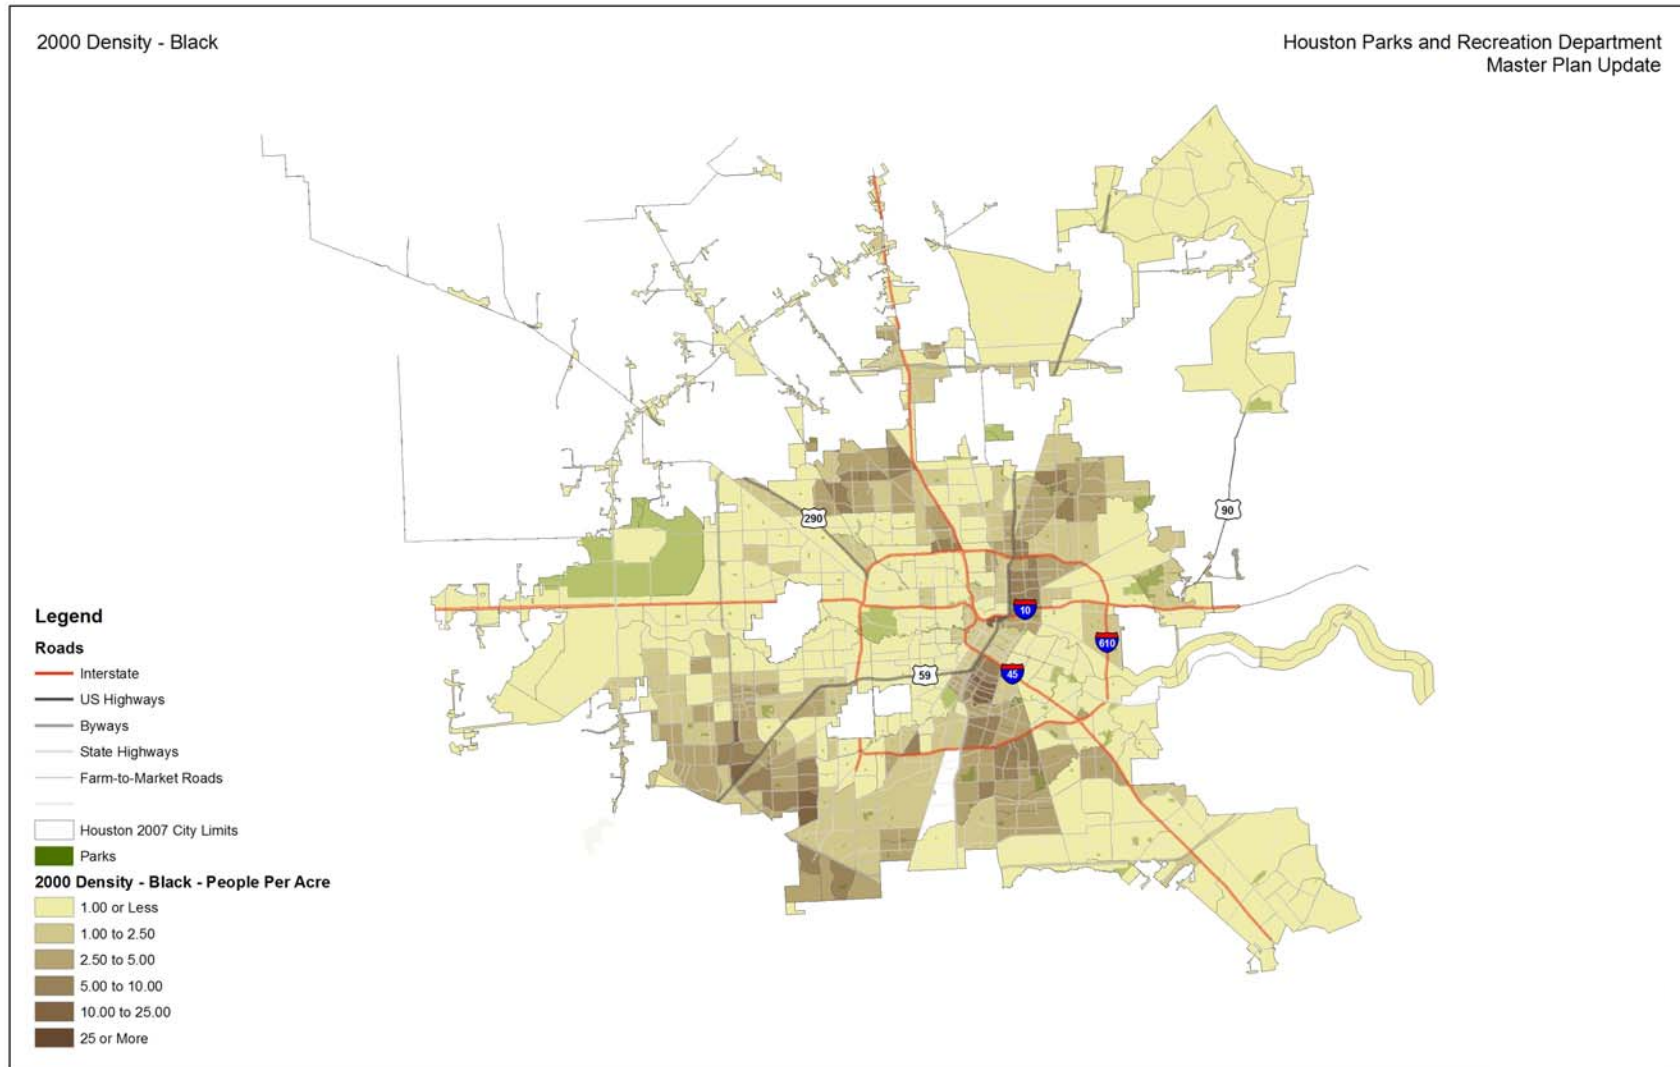 2000 Density - Black
Houston Parks and Recreation Department
Master Plan Update
290
90
10
610
59
45
Legend
Roads
Interstate
US Highways
Byways
State Highways
Farm-to-Market Roads
Houston 2007 City Limits
Parks
2000 Density - Black - People Per Acre
1.00 or Less
1.00 to 2.50
2.50 to 5.00
5.00 to 10.00
10.00 to 25.00
25 or More